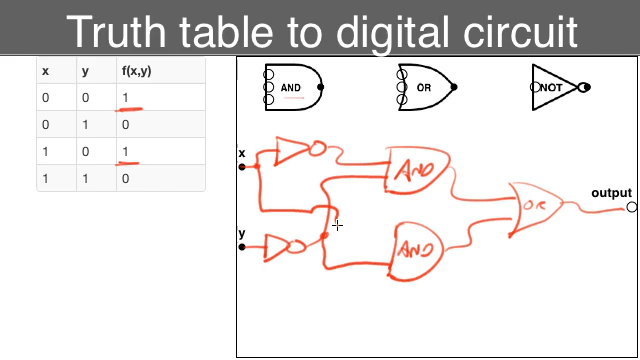 Truth table to digital circuit
x y f(x,y)
0 0 1
0 1 0
1 0 1
1 1 0
AND
OR
NOT
x
AND
output
OR
y
AND